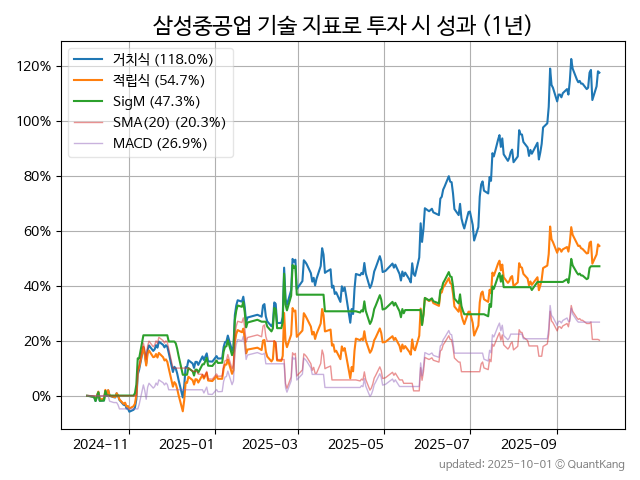 삼성중공업 기술 지표로 투자 시 성과 (1년)
거치식 (118.0%)
적립식 (54.7%)
SigM (47.3%)
SMA(20) (20.3%)
MACD (26.9%)
120%
100%
80%
60%
40%
20%
0%
2024-11 2025-01 2025-03 2025-05 2025-07 2025-09
updated: 2025-10-01 © QuantKang